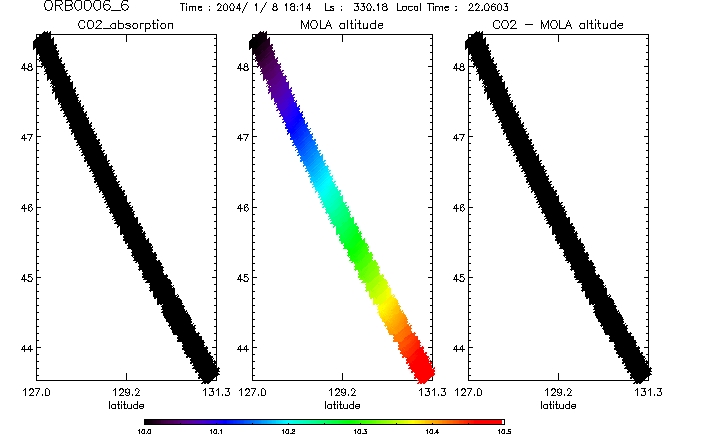 ORB0006_6 Time : 2004/ 1/ 8 18:14 Ls : 330.18 Local Time : 22.0603
CO2_absorption MOLA altitude CO2 - MOLA altitude
48 48 48
47 47 47
46 46 46
45 45 45
44 44 44
127.0 129.2 131.3 127.0 129.2 131.3 127.0 129.2 131.3
latitude latitude latitude
10.0 10.1 10.2 10.3 10.4 10.5